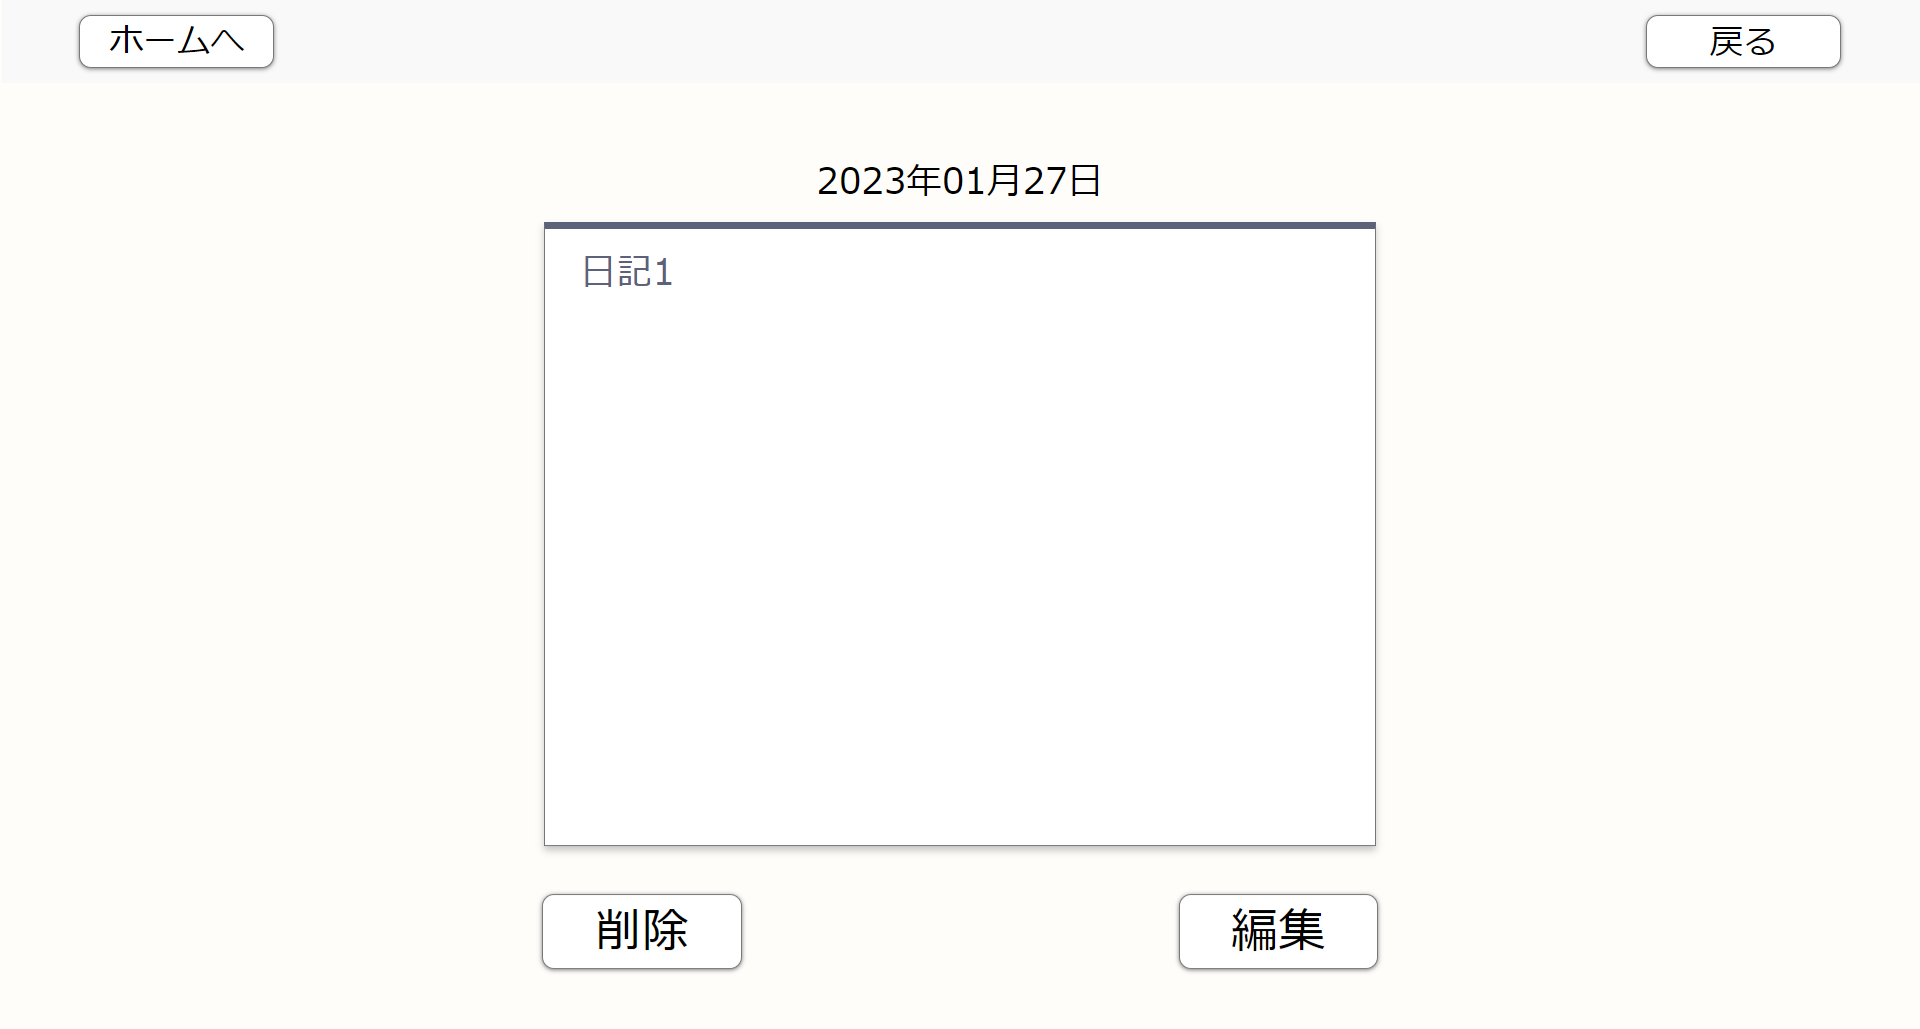 ホームへ
戻る
2023年01月27日
日記1
削除
編集